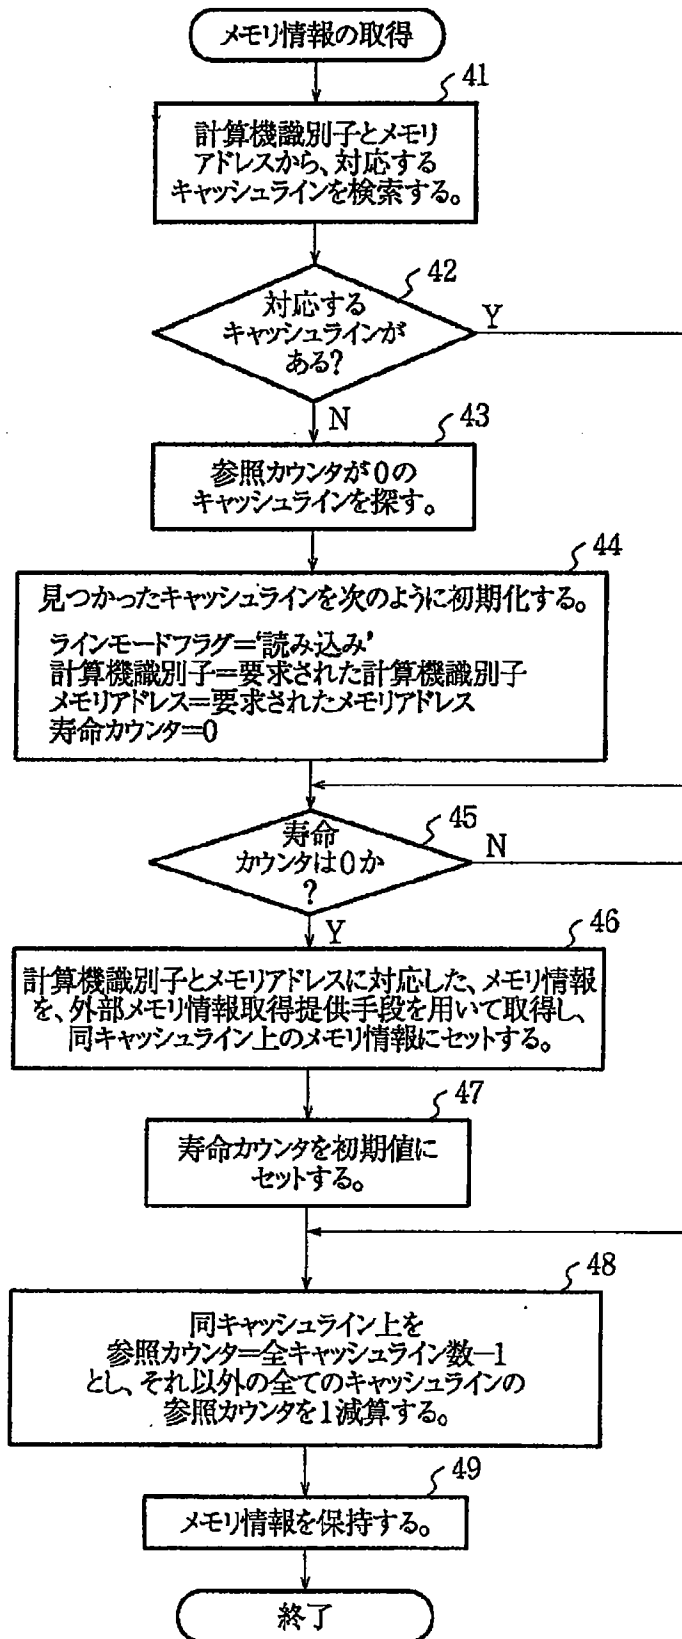 メモリ情報の取得
41
計算機識別子とメモリ
アドレスから、対応する
キャッシュラインを検索する。
42
対応する
キャッシュラインが
ある?
Y
N
43
参照カウンタが0の
キャッシュラインを探す。
44
見つかったキャッシュラインを次のように初期化する。
ラインモードフラグ=‘読み込み’
計算機識別子=要求された計算機識別子
メモリアドレス=要求されたメモリアドレス
寿命カウンタ=0
45
寿命
カウンタは0か
?
N
Y
46
計算機識別子とメモリアドレスに対応した、メモリ情報
を、外部メモリ情報取得提供手段を用いて取得し、
同キャッシュライン上のメモリ情報にセットする。
47
寿命カウンタを初期値に
セットする。
48
同キャッシュライン上を
参照カウンタ=全キャッシュライン数-1
とし、それ以外の全てのキャッシュラインの
参照カウンタを1減算する。
49
メモリ情報を保持する。
終了